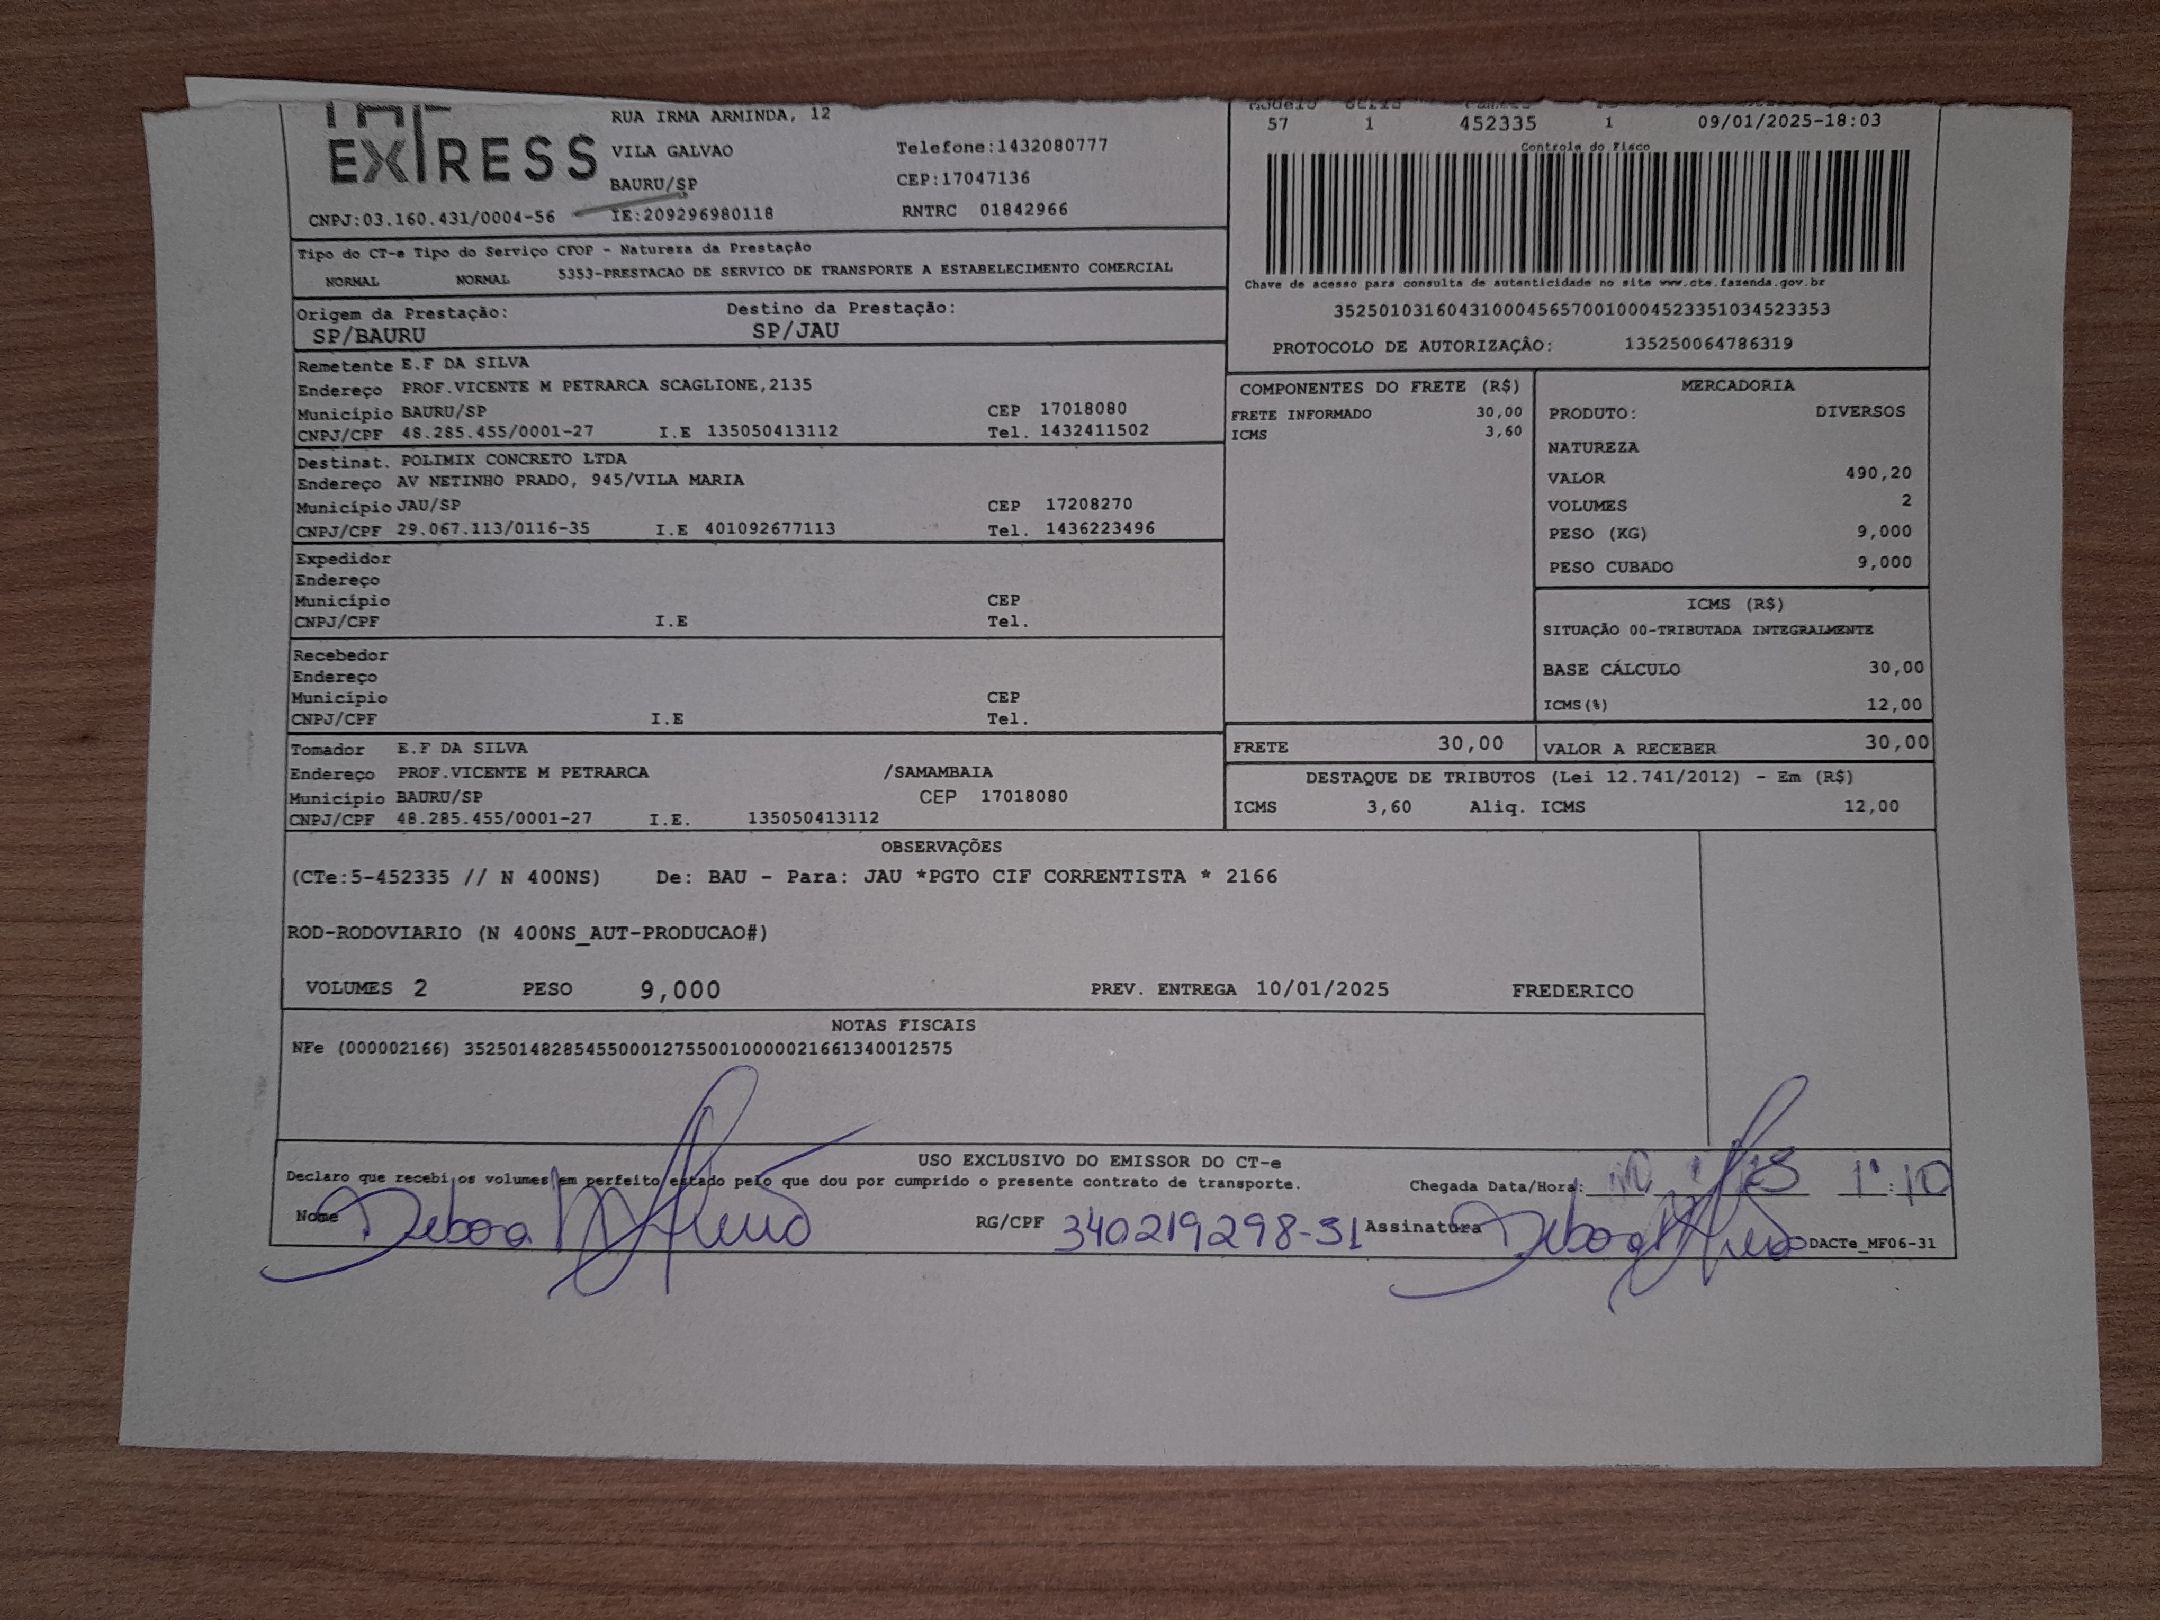 EXPRESS
RUA IRMA ARMINDA, 12
VILA GALVAO
Telefone:1432080777
BAURU/SP
CEP:17047136
CNPJ:03.160.431/0004-56
IE:209296980118
RNTRC 01842966
57 1 452335 1 09/01/2025-18:03
Controle do Fisco
Chave de acesso para consulta de autenticidade no site www.cte.fazenda.gov.br
35250103160431000456570010004523351034523353
PROTOCOLO DE AUTORIZAÇÂO: 135250064786319
Tipo do CT-e Tipo do Serviço CFOP - Natureza da Prestação
NORMAL NORMAL 5353-PRESTACAO DE SERVICO DE TRANSPORTE A ESTABELECIMENTO COMERCIAL
Origem da Prestação: Destino da Prestação:
SP/BAURU SP/JAU
Remetente E.F DA SILVA
Endereço PROF.VICENTE M PETRARCA SCAGLIONE,2135
Município BAURU/SP CEP 17018080
CNPJ/CPF 48.285.455/0001-27 I.E 135050413112 Tel. 1432411502
Destinat. POLIMIX CONCRETO LTDA
Endereço AV NETINHO PRADO, 945/VILA MARIA
Município JAU/SP CEP 17208270
CNPJ/CPF 29.067.113/0116-35 I.E 401092677113 Tel. 1436223496
Expedidor
Endereço
Município CEP
CNPJ/CPF I.E Tel.
Recebedor
Endereço
Município CEP
CNPJ/CPF I.E Tel.
Tomador E.F DA SILVA
Endereço PROF.VICENTE M PETRARCA /SAMAMBAIA
Município BAURU/SP CEP 17018080
CNPJ/CPF 48.285.455/0001-27 I.E. 135050413112
COMPONENTES DO FRETE (R$)
FRETE INFORMADO 30,00
ICMS 3,60
MERCADORIA
PRODUTO: DIVERSOS
NATUREZA
VALOR 490,20
VOLUMES 2
PESO (KG) 9,000
PESO CUBADO 9,000
ICMS (R$)
SITUAÇÃO 00-TRIBUTADA INTEGRALMENTE
BASE CÁLCULO 30,00
ICMS(%) 12,00
FRETE 30,00 VALOR A RECEBER 30,00
DESTAQUE DE TRIBUTOS (Lei 12.741/2012) - Em (R$)
ICMS 3,60 Aliq. ICMS 12,00
OBSERVAÇÕES
(CTe:5-452335 // N 400NS) De: BAU - Para: JAU *PGTO CIF CORRENTISTA * 2166
ROD-RODOVIARIO (N 400NS_AUT-PRODUCAO#)
VOLUMES 2 PESO 9,000 PREV. ENTREGA 10/01/2025 FREDERICO
NOTAS FISCAIS
NFe (000002166) 35250148285455000127550010000021661340012575
USO EXCLUSIVO DO EMISSOR DO CT-e
Declaro que recebi os volumes em perfeito estado pelo que dou por cumprido o presente contrato de transporte.
Chegada Data/Hora:
Nome Debora
RG/CPF 340219298-31
Assinatura Debora
DACTe_MF06-31